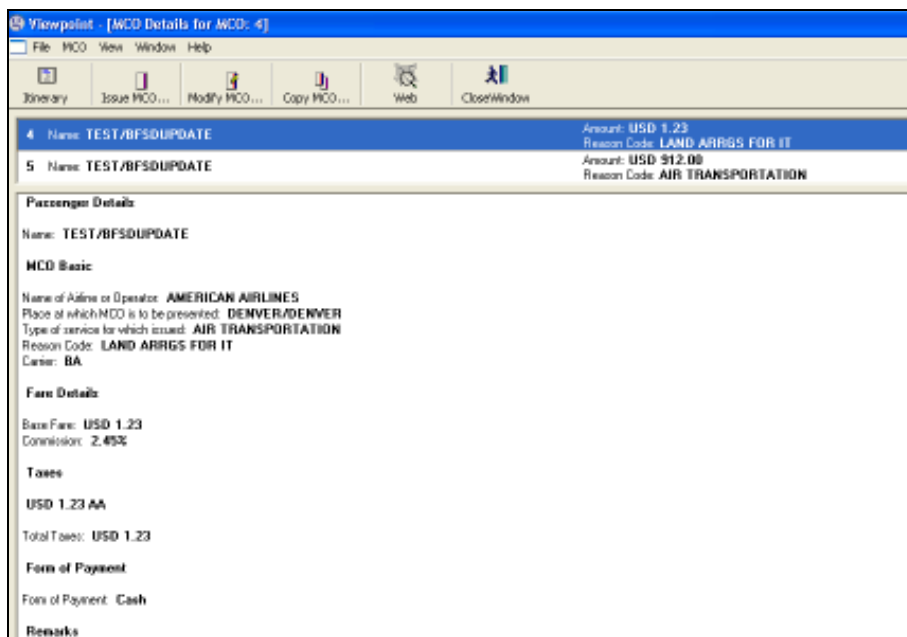 Viewpoint - [MCO Details for MCO: 4]
File MCO View Window Help
Itinerary Issue MCO... Modify MCO... Copy MCO... Web CloseWindow
4 Name: TEST/BFSDUPDATE Amount: USD 1.23
Reason Code: LAND ARRGS FOR IT
5 Name: TEST/BFSDUPDATE Amount: USD 912.00
Reason Code: AIR TRANSPORTATION
Passenger Details
Name: TEST/BFSDUPDATE
MCO Basic
Name of Airline or Operator: AMERICAN AIRLINES
Place at which MCO is to be presented: DENVER/DENVER
Type of service for which issued: AIR TRANSPORTATION
Reason Code: LAND ARRGS FOR IT
Carrier: BA
Fare Details
Base Fare: USD 1.23
Commission: 2.45%
Taxes
USD 1.23 AA
Total Taxes: USD 1.23
Form of Payment
Form of Payment: Cash
Remarks